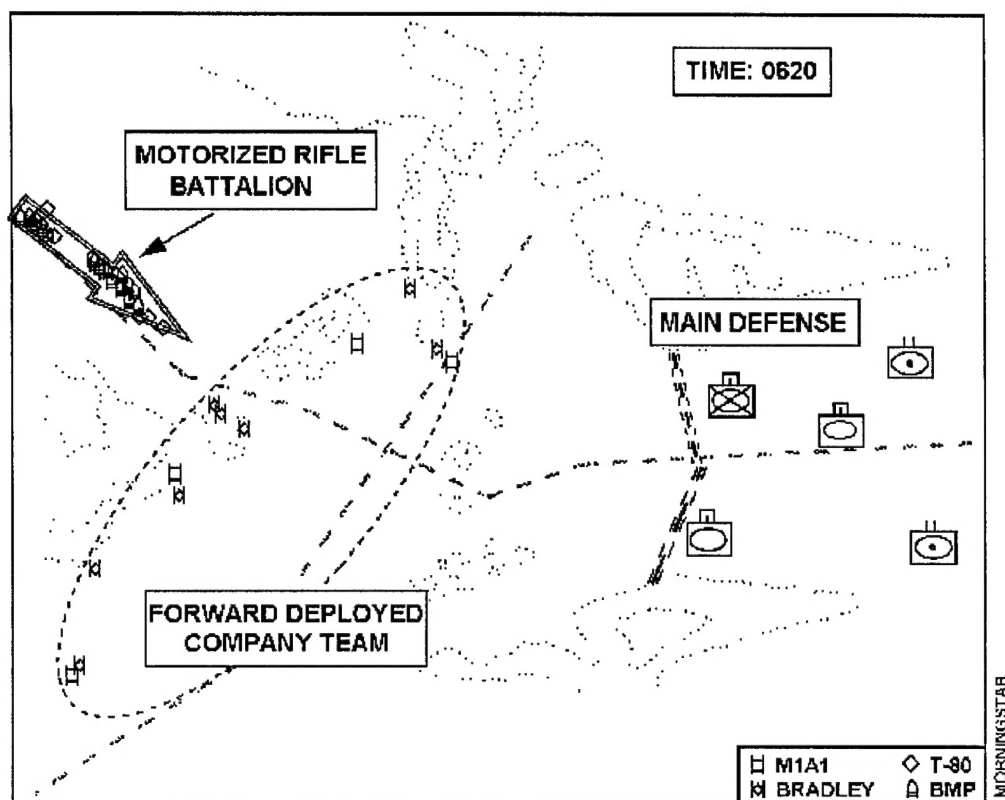 TIME: 0620
MOTORIZED RIFLE
BATTALION
MAIN DEFENSE
FORWARD DEPLOYED
COMPANY TEAM
M1A1
T-80
BRADLEY
BMP
MORNINGSTAR